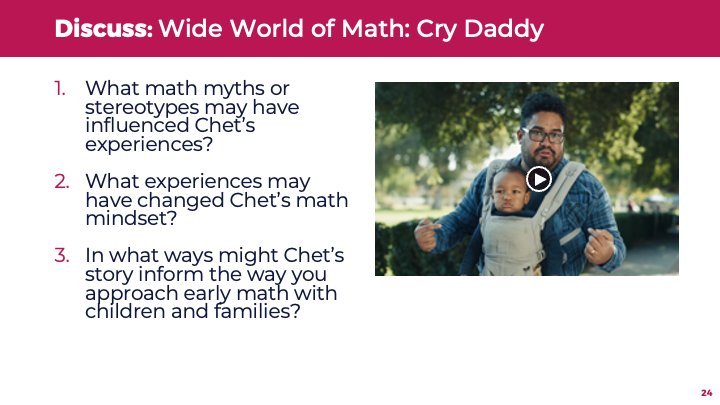 Discuss: Wide World of Math: Cry Daddy
1. What math myths or
stereotypes may have
influenced Chet’s
experiences?
2. What experiences may
have changed Chet’s math
mindset?
3. In what ways might Chet’s
story inform the way you
approach early math with
children and families?
24